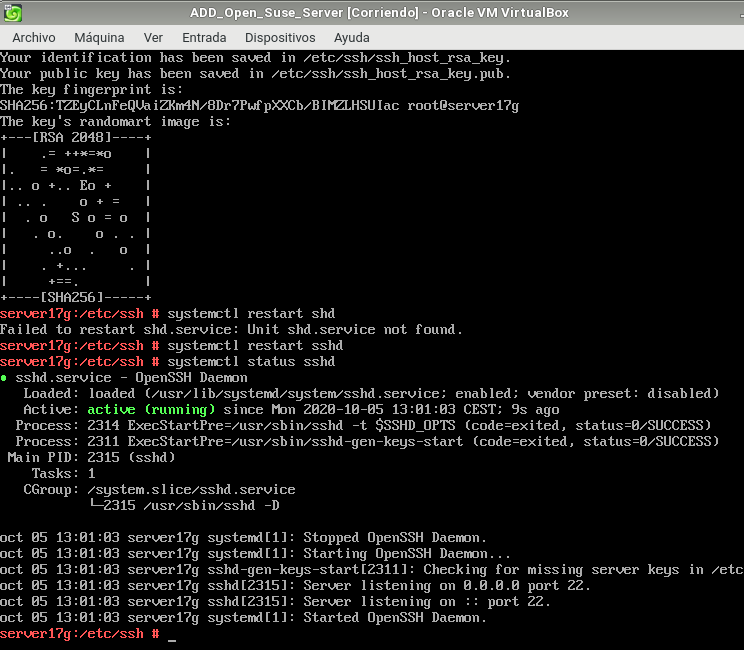 ADD_Open_Suse_Server [Corriendo] - Oracle VM VirtualBox
Archivo Máquina Ver Entrada Dispositivos Ayuda
Your identification has been saved in /etc/ssh/ssh_host_rsa_key.
Your public key has been saved in /etc/ssh/ssh_host_rsa_key.pub.
The key fingerprint is:
SHA256:TZEyCLnFeQVaiZKm4N/8Dr7PwfpXXCb/BIMZLHSUIac root@server17g
The key's randomart image is:
+---[RSA 2048]----+
|    .= ++*=*o    |
|.   = *o=.*=     |
|.. o +.. Eo +    |
| .. .    o + =   |
|  . o   S o = o  |
|   . o.    o . . |
|     ..o  .   o  |
|    . +...     . |
|     +==.        |
+----[SHA256]-----+
server17g:/etc/ssh # systemctl restart shd
Failed to restart shd.service: Unit shd.service not found.
server17g:/etc/ssh # systemctl restart sshd
server17g:/etc/ssh # systemctl status sshd
● sshd.service - OpenSSH Daemon
   Loaded: loaded (/usr/lib/systemd/system/sshd.service; enabled; vendor preset: disabled)
   Active: active (running) since Mon 2020-10-05 13:01:03 CEST; 9s ago
  Process: 2314 ExecStartPre=/usr/sbin/sshd -t $SSHD_OPTS (code=exited, status=0/SUCCESS)
  Process: 2311 ExecStartPre=/usr/sbin/sshd-gen-keys-start (code=exited, status=0/SUCCESS)
 Main PID: 2315 (sshd)
    Tasks: 1
   CGroup: /system.slice/sshd.service
           └─2315 /usr/sbin/sshd -D
oct 05 13:01:03 server17g systemd[1]: Stopped OpenSSH Daemon.
oct 05 13:01:03 server17g systemd[1]: Starting OpenSSH Daemon...
oct 05 13:01:03 server17g sshd-gen-keys-start[2311]: Checking for missing server keys in /etc
oct 05 13:01:03 server17g sshd[2315]: Server listening on 0.0.0.0 port 22.
oct 05 13:01:03 server17g sshd[2315]: Server listening on :: port 22.
oct 05 13:01:03 server17g systemd[1]: Started OpenSSH Daemon.
server17g:/etc/ssh # _